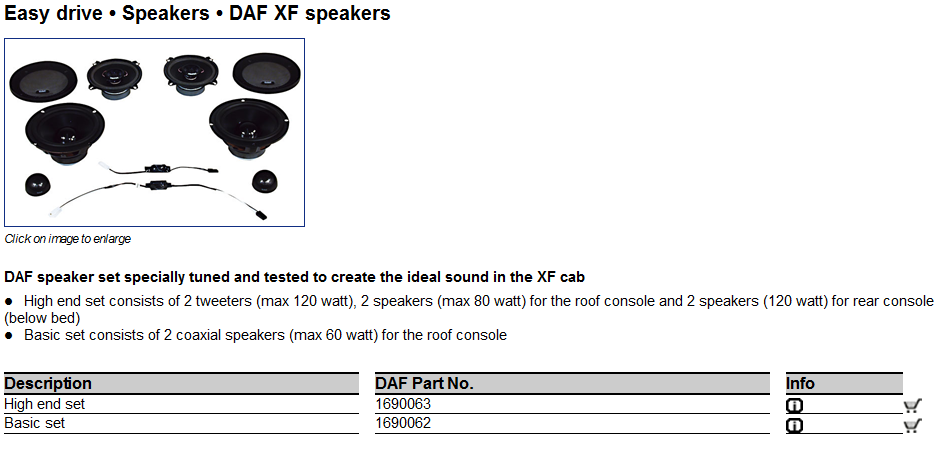 Easy drive • Speakers • DAF XF speakers
Click on image to enlarge
DAF speaker set specially tuned and tested to create the ideal sound in the XF cab
● High end set consists of 2 tweeters (max 120 watt), 2 speakers (max 80 watt) for the roof console and 2 speakers (120 watt) for rear console
(below bed)
● Basic set consists of 2 coaxial speakers (max 60 watt) for the roof console
Description DAF Part No. Info
High end set 1690063
Basic set 1690062